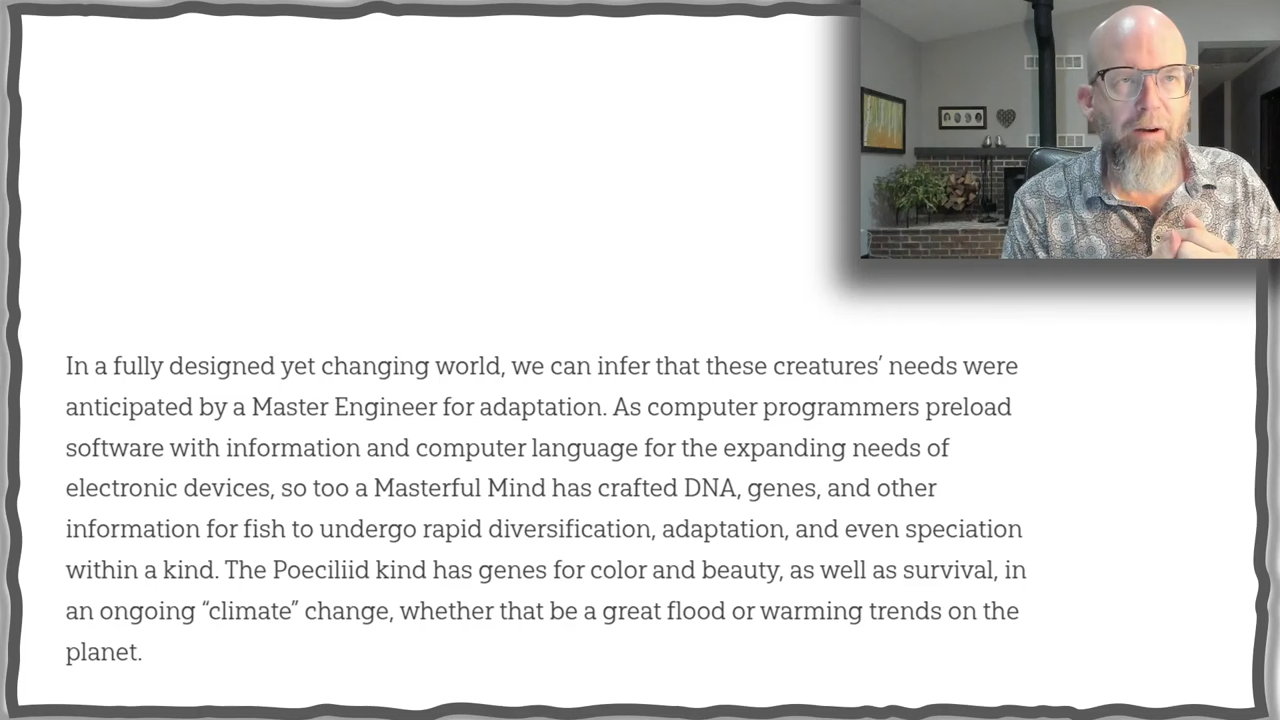 In a fully designed yet changing world, we can infer that these creatures’ needs were
anticipated by a Master Engineer for adaptation. As computer programmers preload
software with information and computer language for the expanding needs of
electronic devices, so too a Masterful Mind has crafted DNA, genes, and other
information for fish to undergo rapid diversification, adaptation, and even speciation
within a kind. The Poeciliid kind has genes for color and beauty, as well as survival, in
an ongoing “climate” change, whether that be a great flood or warming trends on the
planet.